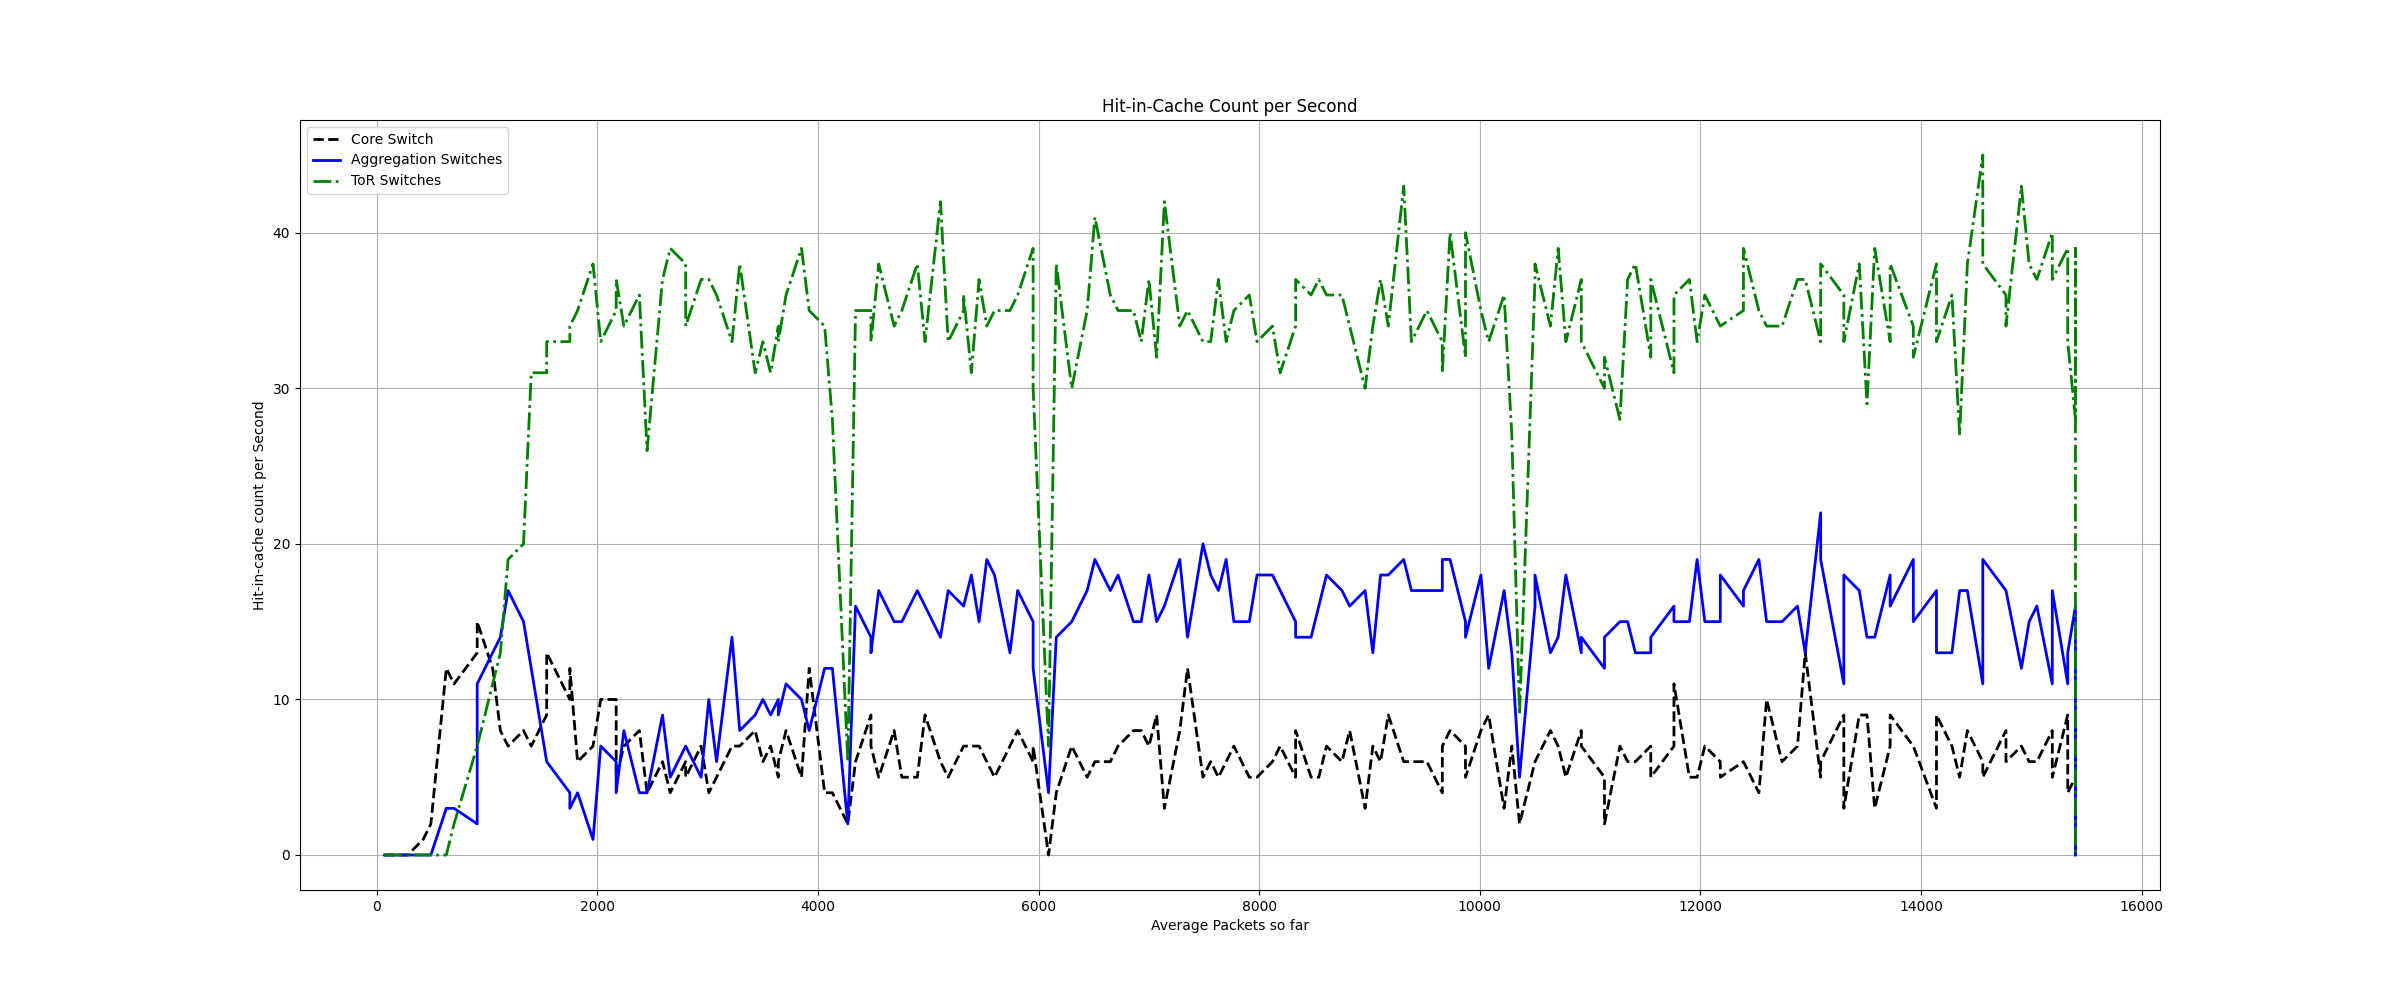 Hit-in-Cache Count per Second
Core Switch
Aggregation Switches
ToR Switches
40
30
20
10
0
Hit-in-cache count per Second
0 2000 4000 6000 8000 10000 12000 14000 16000
Average Packets so far